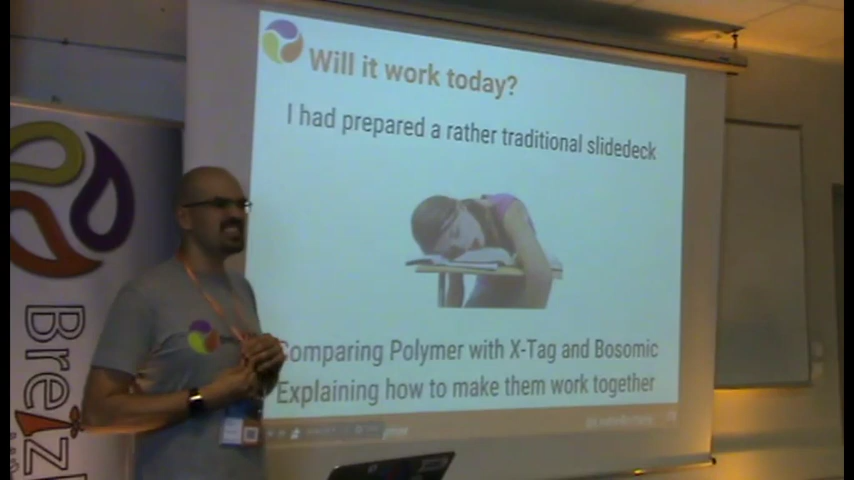 Will it work today?
I had prepared a rather traditional slidedeck
Comparing Polymer with X-Tag and Bosomic
Explaining how to make them work together
Breiz